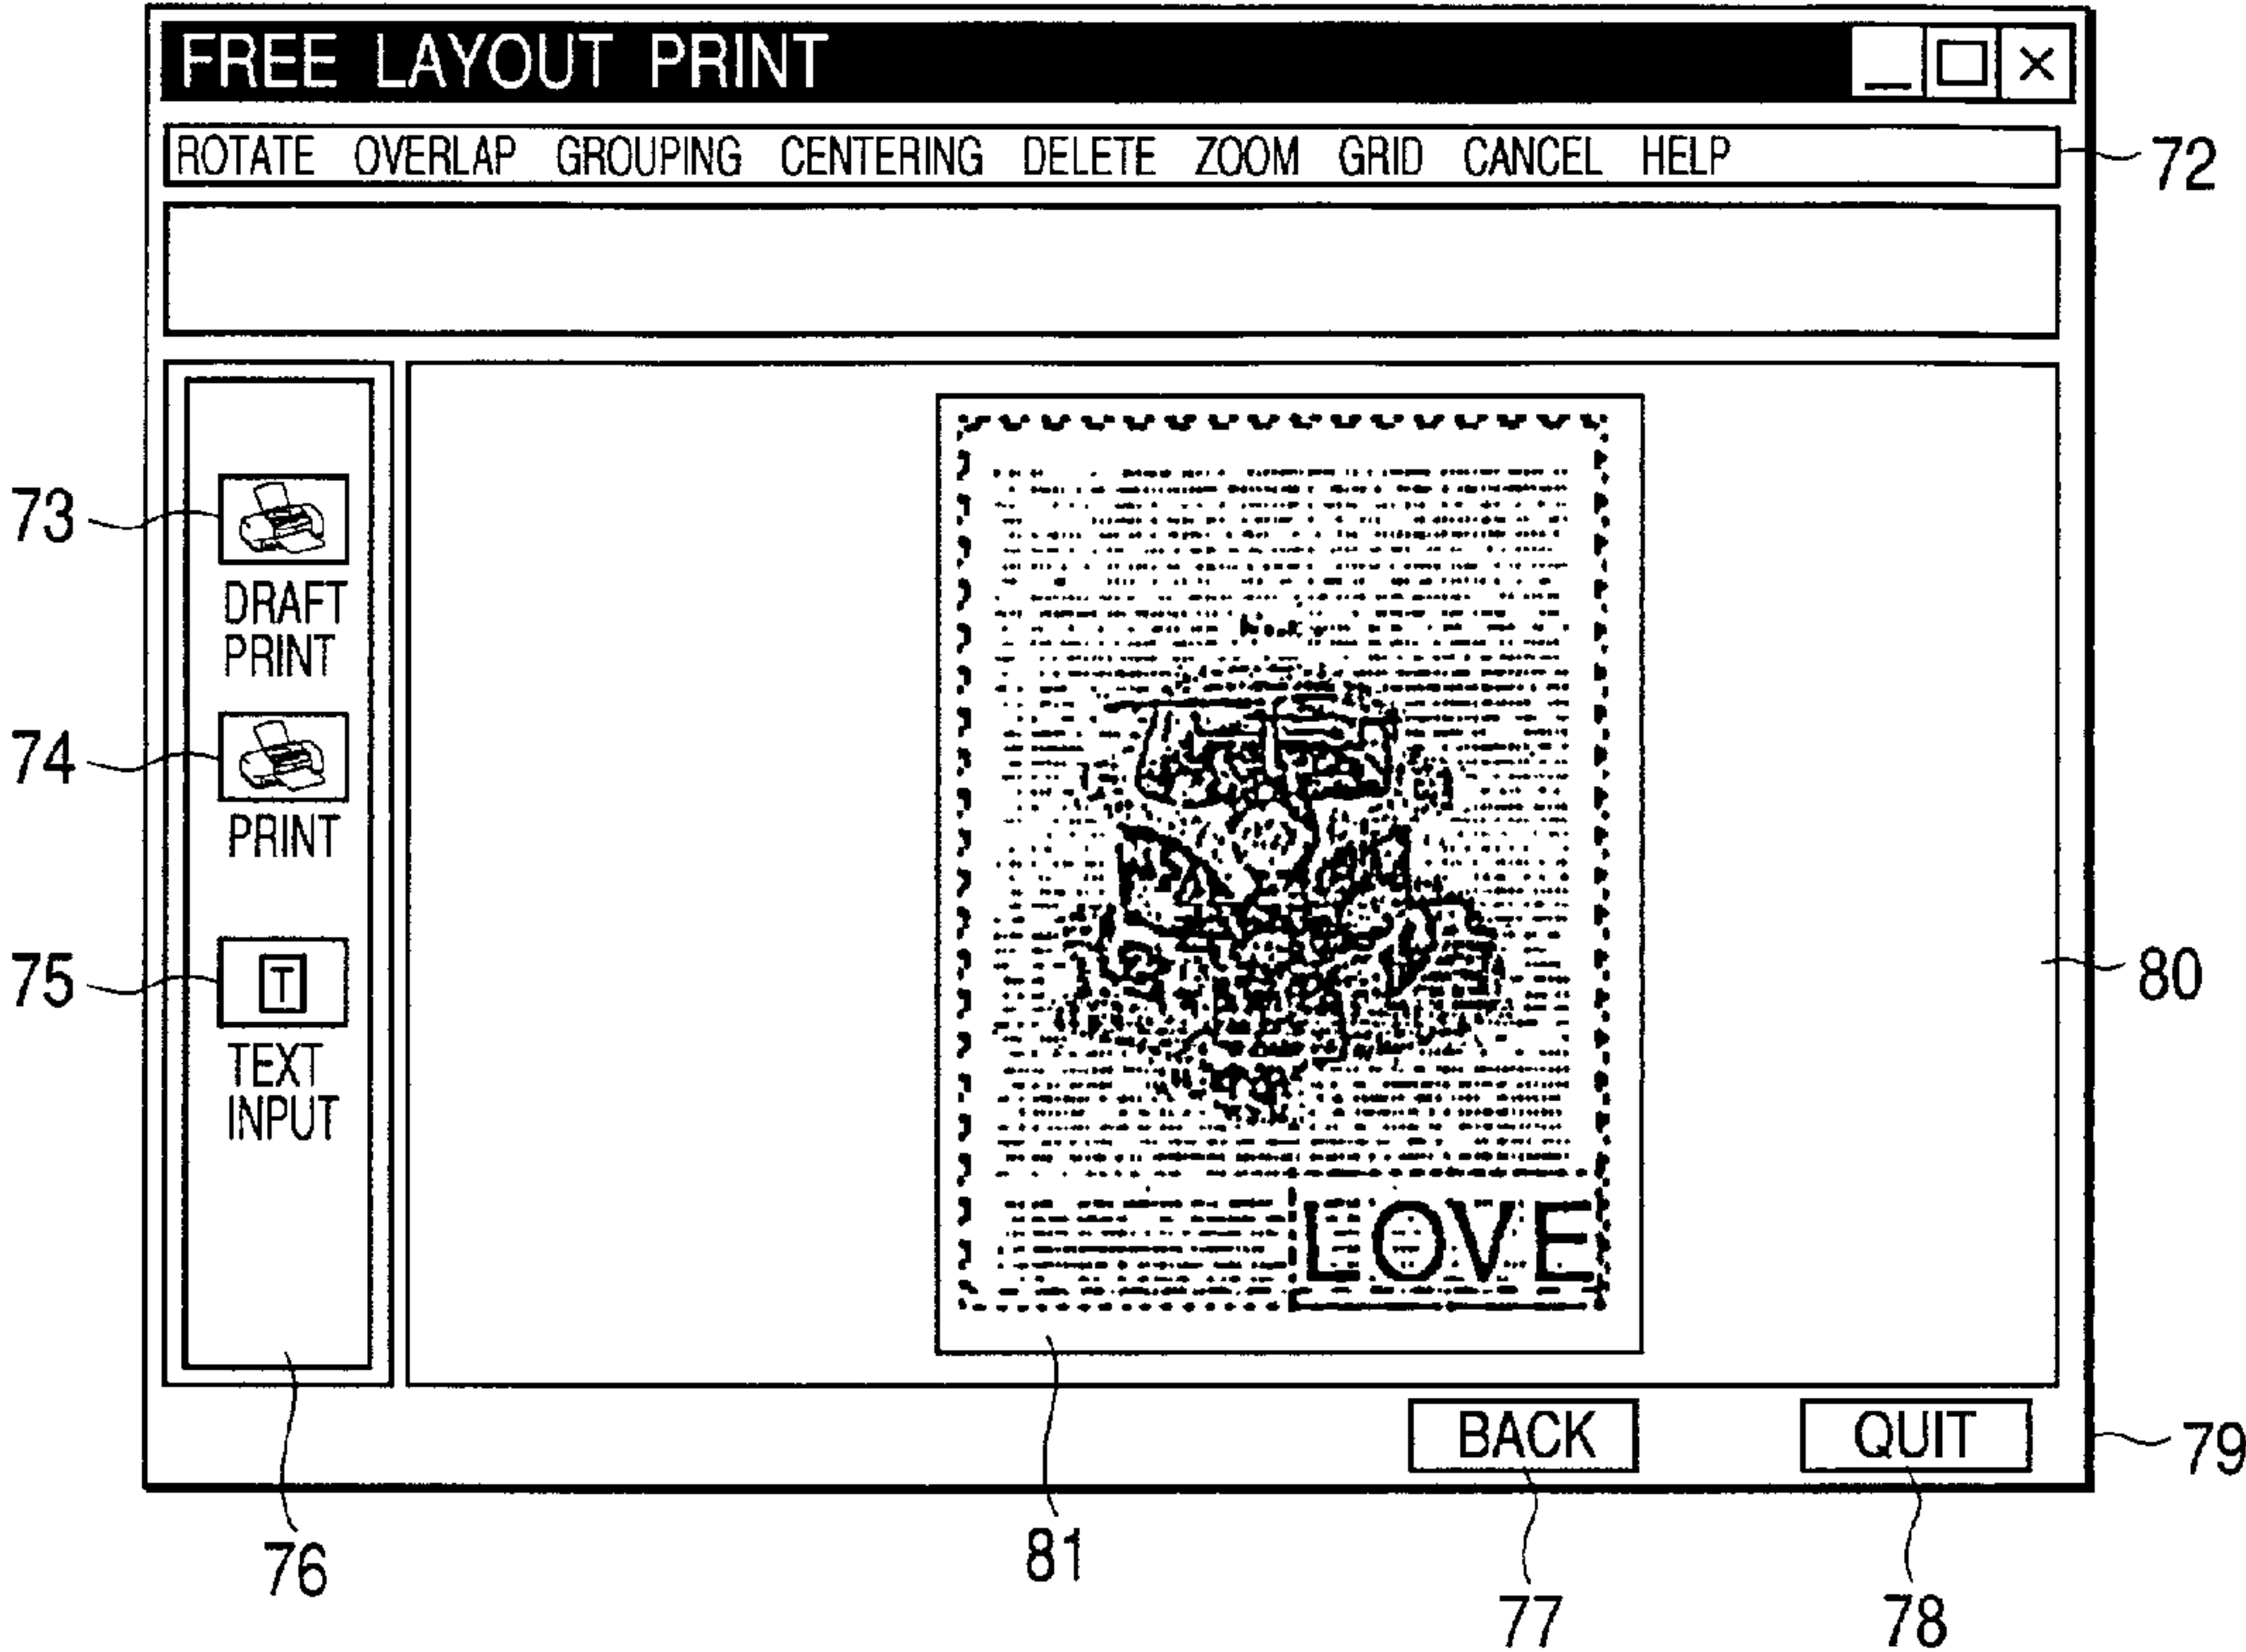 FREE LAYOUT PRINT
ROTATE OVERLAP GROUPING CENTERING DELETE ZOOM GRID CANCEL HELP
72
73
DRAFT
PRINT
74
PRINT
75
T
TEXT
INPUT
80
LOVE
BACK
QUIT
79
76
81
77
78